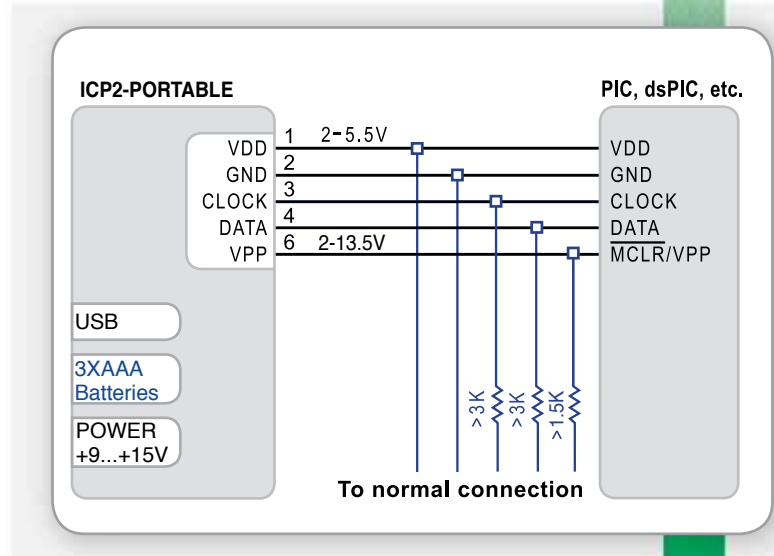 ICP2-PORTABLE
PIC, dsPIC, etc.
VDD 1 2-5.5V VDD
GND 2 GND
CLOCK 3 CLOCK
DATA 4 DATA
VPP 6 2-13.5V MCLR/VPP
USB
3XAAA
Batteries
POWER
+9...+15V
>3K
>3K
>1.5K
To normal connection